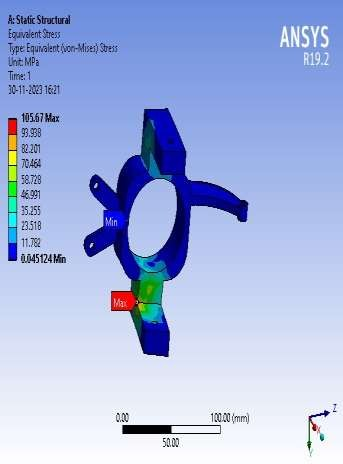 A: Static Structural
Equivalent Stress
Type: Equivalent (von-Mises) Stress
Unit: MPa
Time: 1
30-11-2023 16:21
ANSYS
R19.2
105.67 Max
93.938
82.201
70.464
58.728
46.991
35.255
23.518
11.782
0.045124 Min
Min
Max
0.00
100.00 (mm)
50.00
Z
X
Y